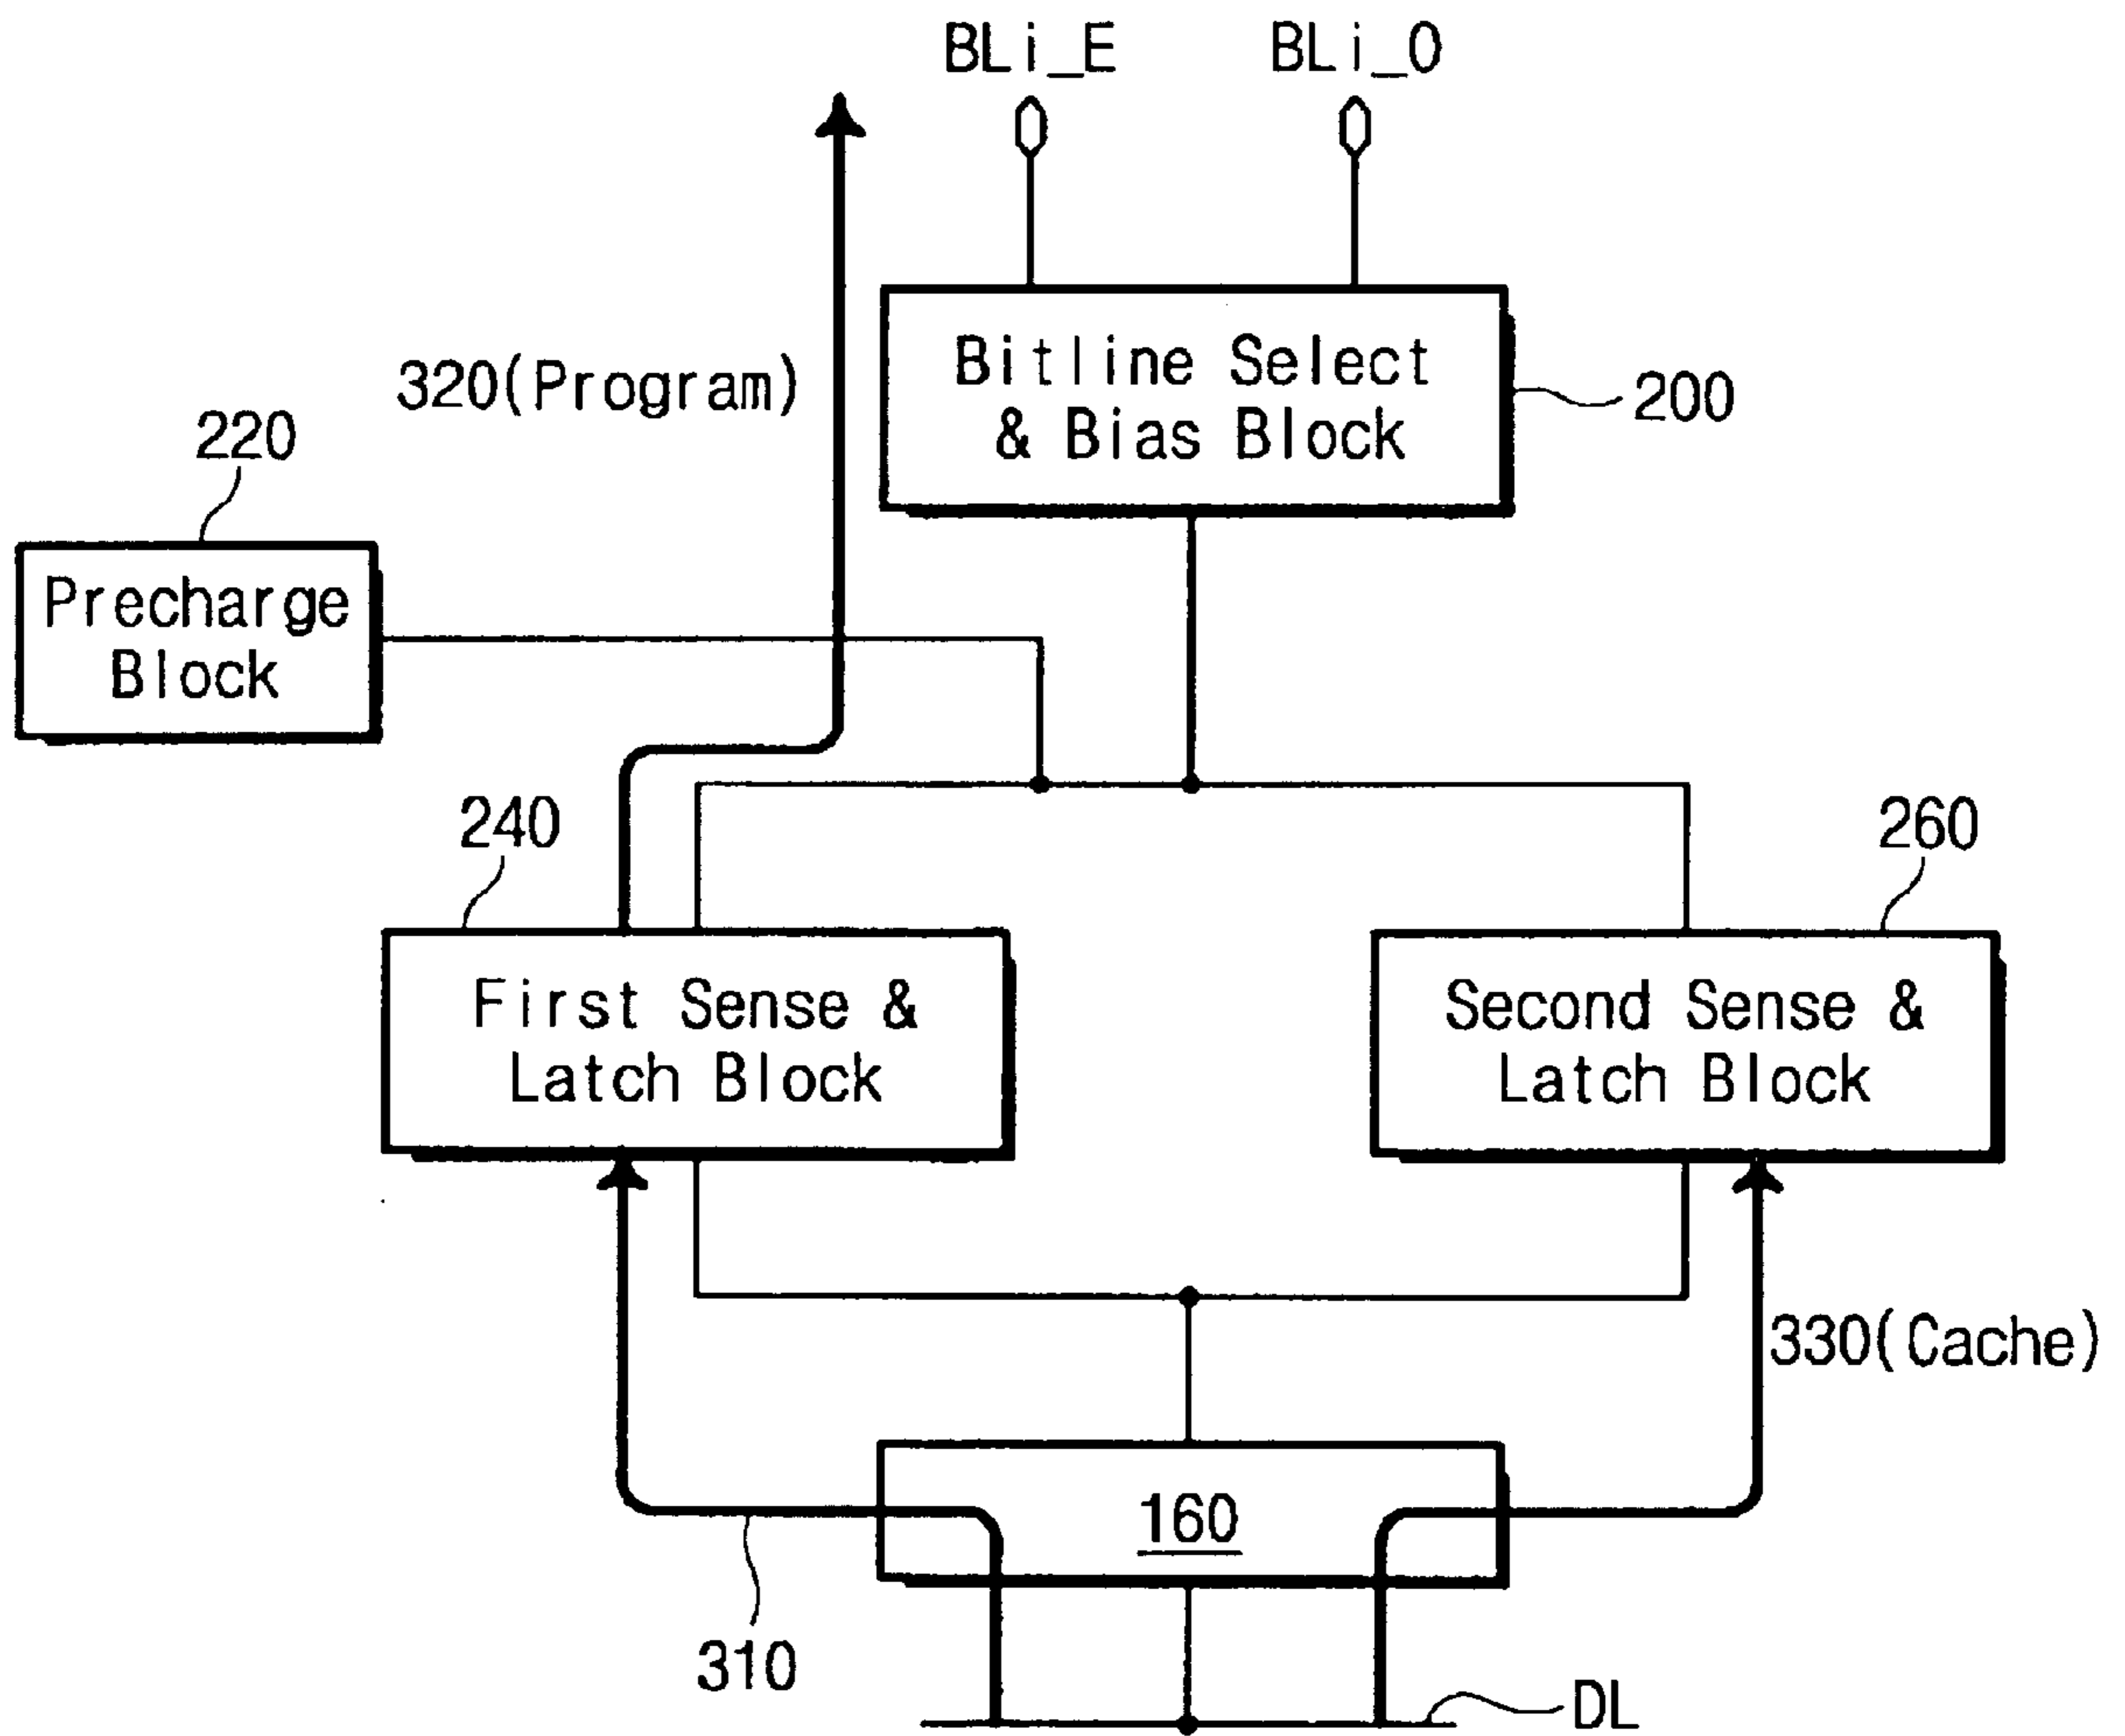 BLi_E
BLi_O
320(Program)
Bitline Select
& Bias Block
200
220
Precharge
Block
240
260
First Sense &
Latch Block
Second Sense &
Latch Block
330(Cache)
160
310
DL